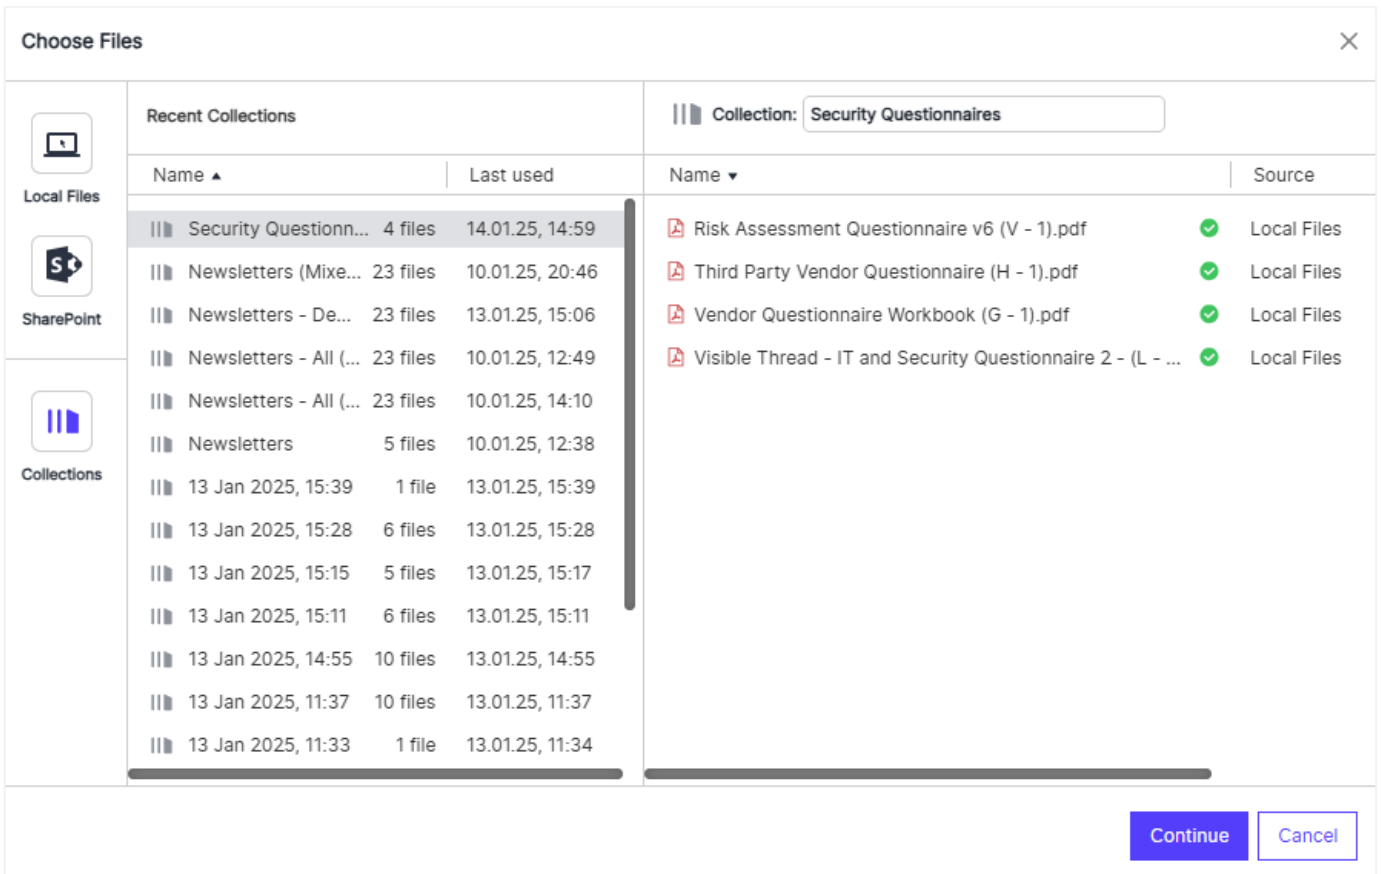 Choose Files
Local Files
SharePoint
Collections
Recent Collections
Name Last used
Security Questionn... 4 files 14.01.25, 14:59
Newsletters (Mixe... 23 files 10.01.25, 20:46
Newsletters - De... 23 files 13.01.25, 15:06
Newsletters - All (... 23 files 10.01.25, 12:49
Newsletters - All (... 23 files 10.01.25, 14:10
Newsletters 5 files 10.01.25, 12:38
13 Jan 2025, 15:39 1 file 13.01.25, 15:39
13 Jan 2025, 15:28 6 files 13.01.25, 15:28
13 Jan 2025, 15:15 5 files 13.01.25, 15:17
13 Jan 2025, 15:11 6 files 13.01.25, 15:11
13 Jan 2025, 14:55 10 files 13.01.25, 14:55
13 Jan 2025, 11:37 10 files 13.01.25, 11:37
13 Jan 2025, 11:33 1 file 13.01.25, 11:34
Collection: Security Questionnaires
Name Source
Risk Assessment Questionnaire v6 (V - 1).pdf Local Files
Third Party Vendor Questionnaire (H - 1).pdf Local Files
Vendor Questionnaire Workbook (G - 1).pdf Local Files
Visible Thread - IT and Security Questionnaire 2 - (L - ... Local Files
Continue Cancel